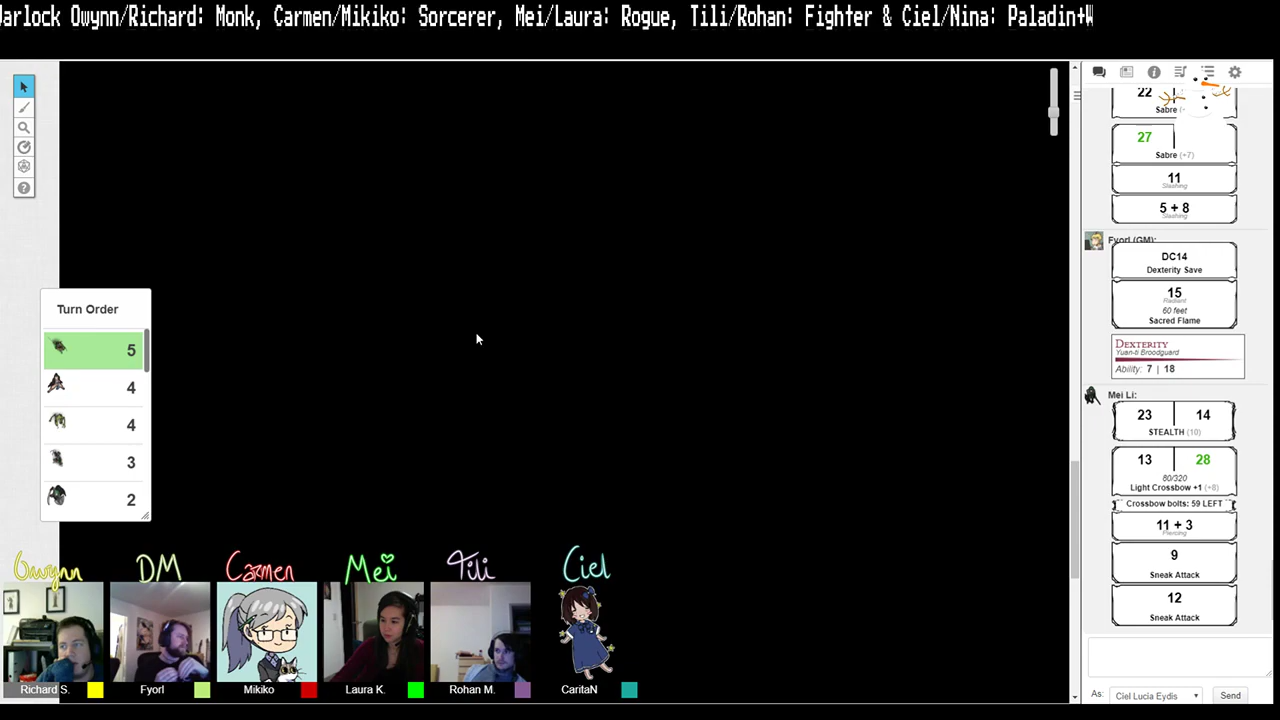 Warlock Owynn/Richard: Monk, Carmen/Mikiko: Sorcerer, Mei/Laura: Rogue, Tili/Rohan: Fighter & Ciel/Nina: Paladin+W
Turn Order
5
4
4
3
2
22
Sabre
27
Sabre (+7)
11
Slashing
5 + 8
Slashing
Fyorl (GM):
DC14
Dexterity Save
15
Radiant
60 feet
Sacred Flame
DEXTERITY
Yuan-ti Broodguard
Ability: 7 | 18
Mei Li:
23 14
STEALTH (10)
13 28
80/320
Light Crossbow +1 (+8)
Crossbow bolts: 59 LEFT
11 + 3
Piercing
9
Sneak Attack
12
Sneak Attack
As: Ciel Lucia Eydis Send
Owynn DM Carmen Mei Tili Ciel
Richard S. Fyorl Mikiko Laura K. Rohan M. CaritaN